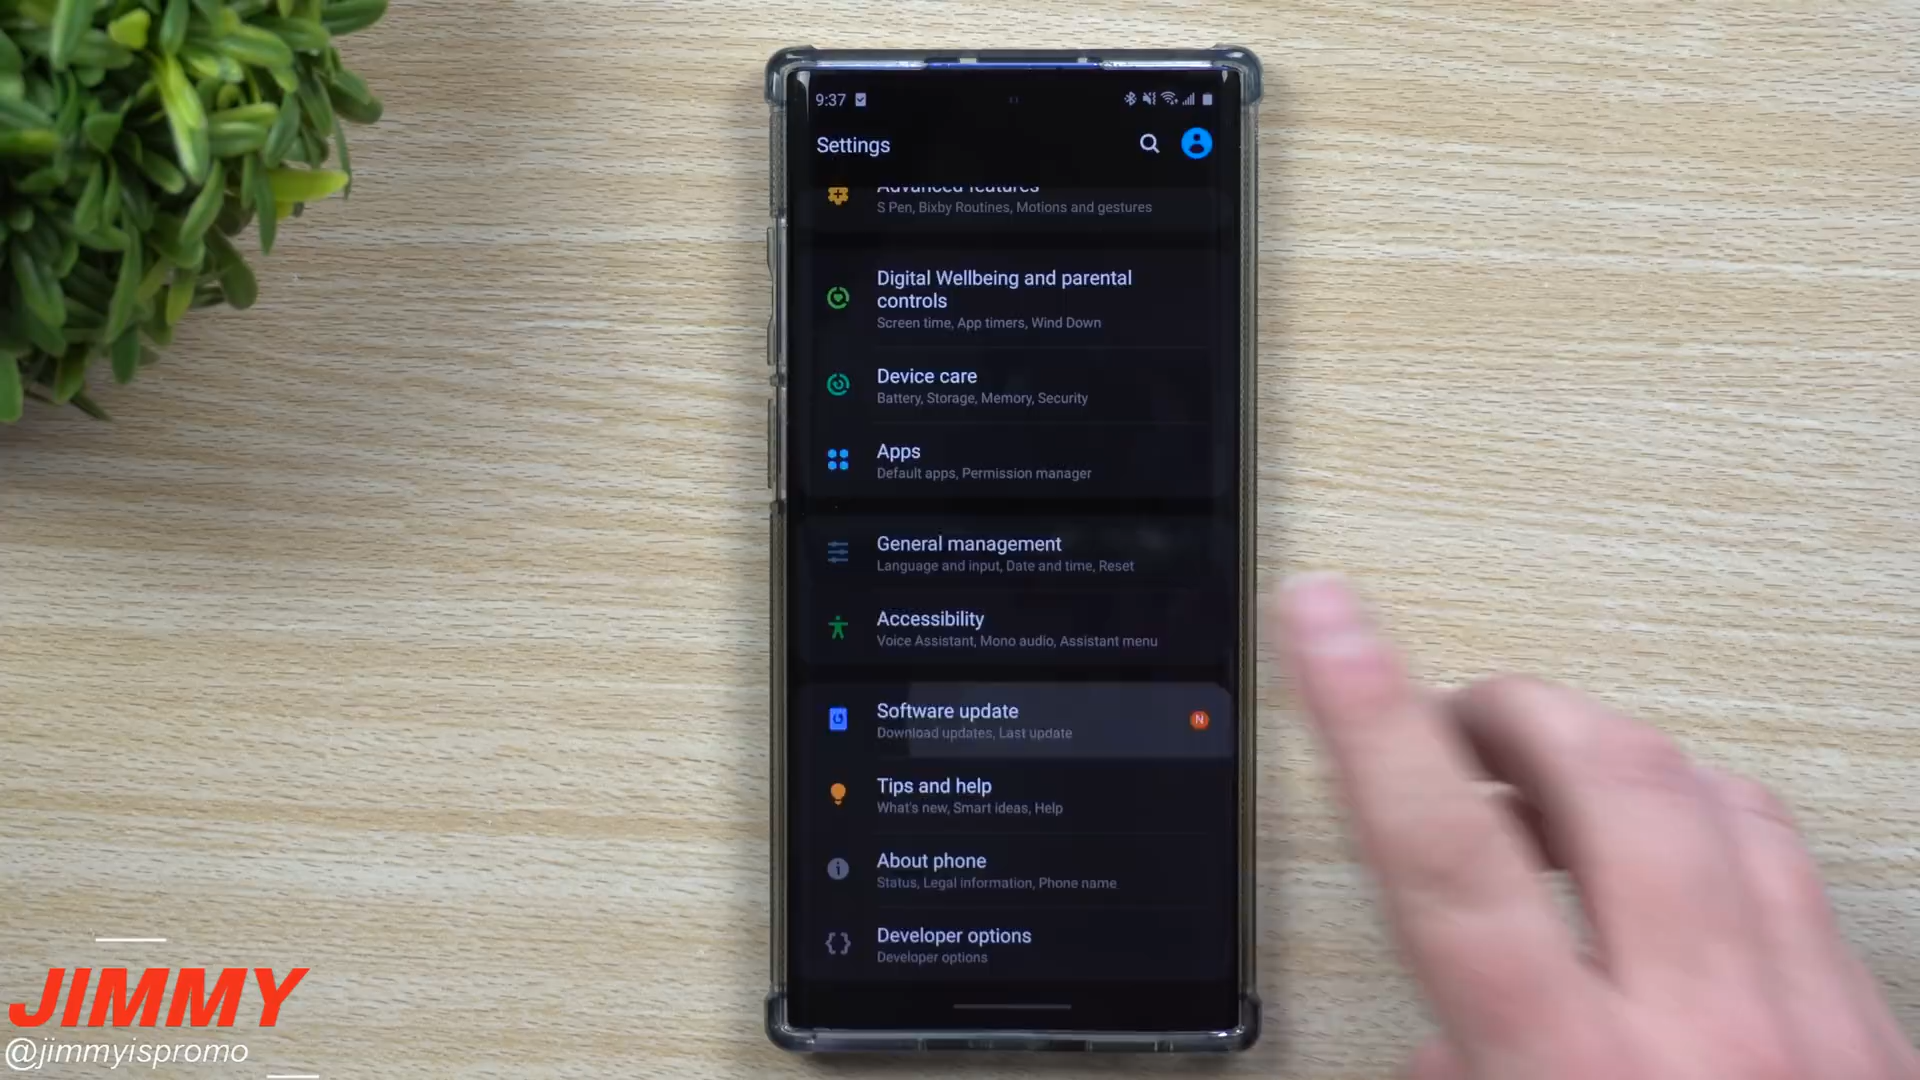 9:37
Settings
Advanced features
S Pen, Bixby Routines, Motions and gestures
Digital Wellbeing and parental
controls
Screen time, App timers, Wind Down
Device care
Battery, Storage, Memory, Security
Apps
Default apps, Permission manager
General management
Language and input, Date and time, Reset
Accessibility
Voice Assistant, Mono audio, Assistant menu
Software update
N
Download updates, Last update
Tips and help
What's new, Smart ideas, Help
About phone
Status, Legal information, Phone name
Developer options
Developer options
JIMMY
@jimmyispromo